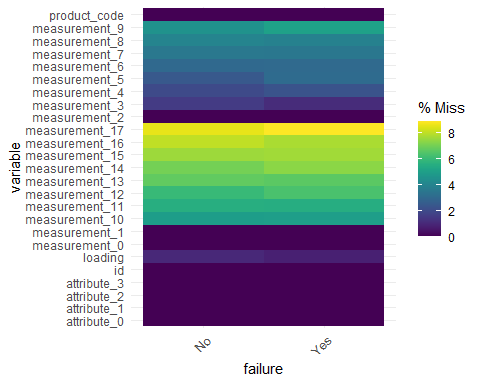 product_code
measurement_9
measurement_8
measurement_7
measurement_6
measurement_5
measurement_4
measurement_3
measurement_2
measurement_17
measurement_16
measurement_15
measurement_14
measurement_13
measurement_12
measurement_11
measurement_10
measurement_1
measurement_0
loading
id
attribute_3
attribute_2
attribute_1
attribute_0
variable
No
Yes
failure
% Miss
8
6
4
2
0